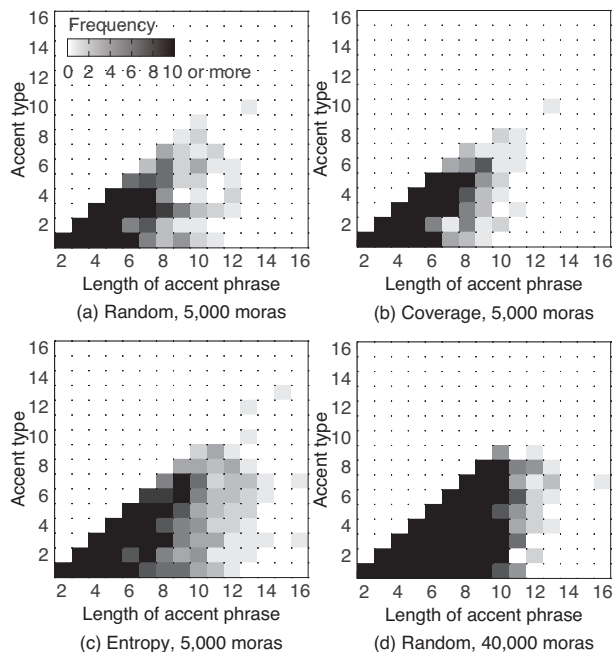 Frequency
0 2 4 6 8 10 or more
16
14
12
10
8
6
4
2
Accent type
2 4 6 8 10 12 14 16
Length of accent phrase
(a) Random, 5,000 moras
16
14
12
10
8
6
4
2
Accent type
2 4 6 8 10 12 14 16
Length of accent phrase
(b) Coverage, 5,000 moras
16
14
12
10
8
6
4
2
Accent type
2 4 6 8 10 12 14 16
Length of accent phrase
(c) Entropy, 5,000 moras
16
14
12
10
8
6
4
2
Accent type
2 4 6 8 10 12 14 16
Length of accent phrase
(d) Random, 40,000 moras